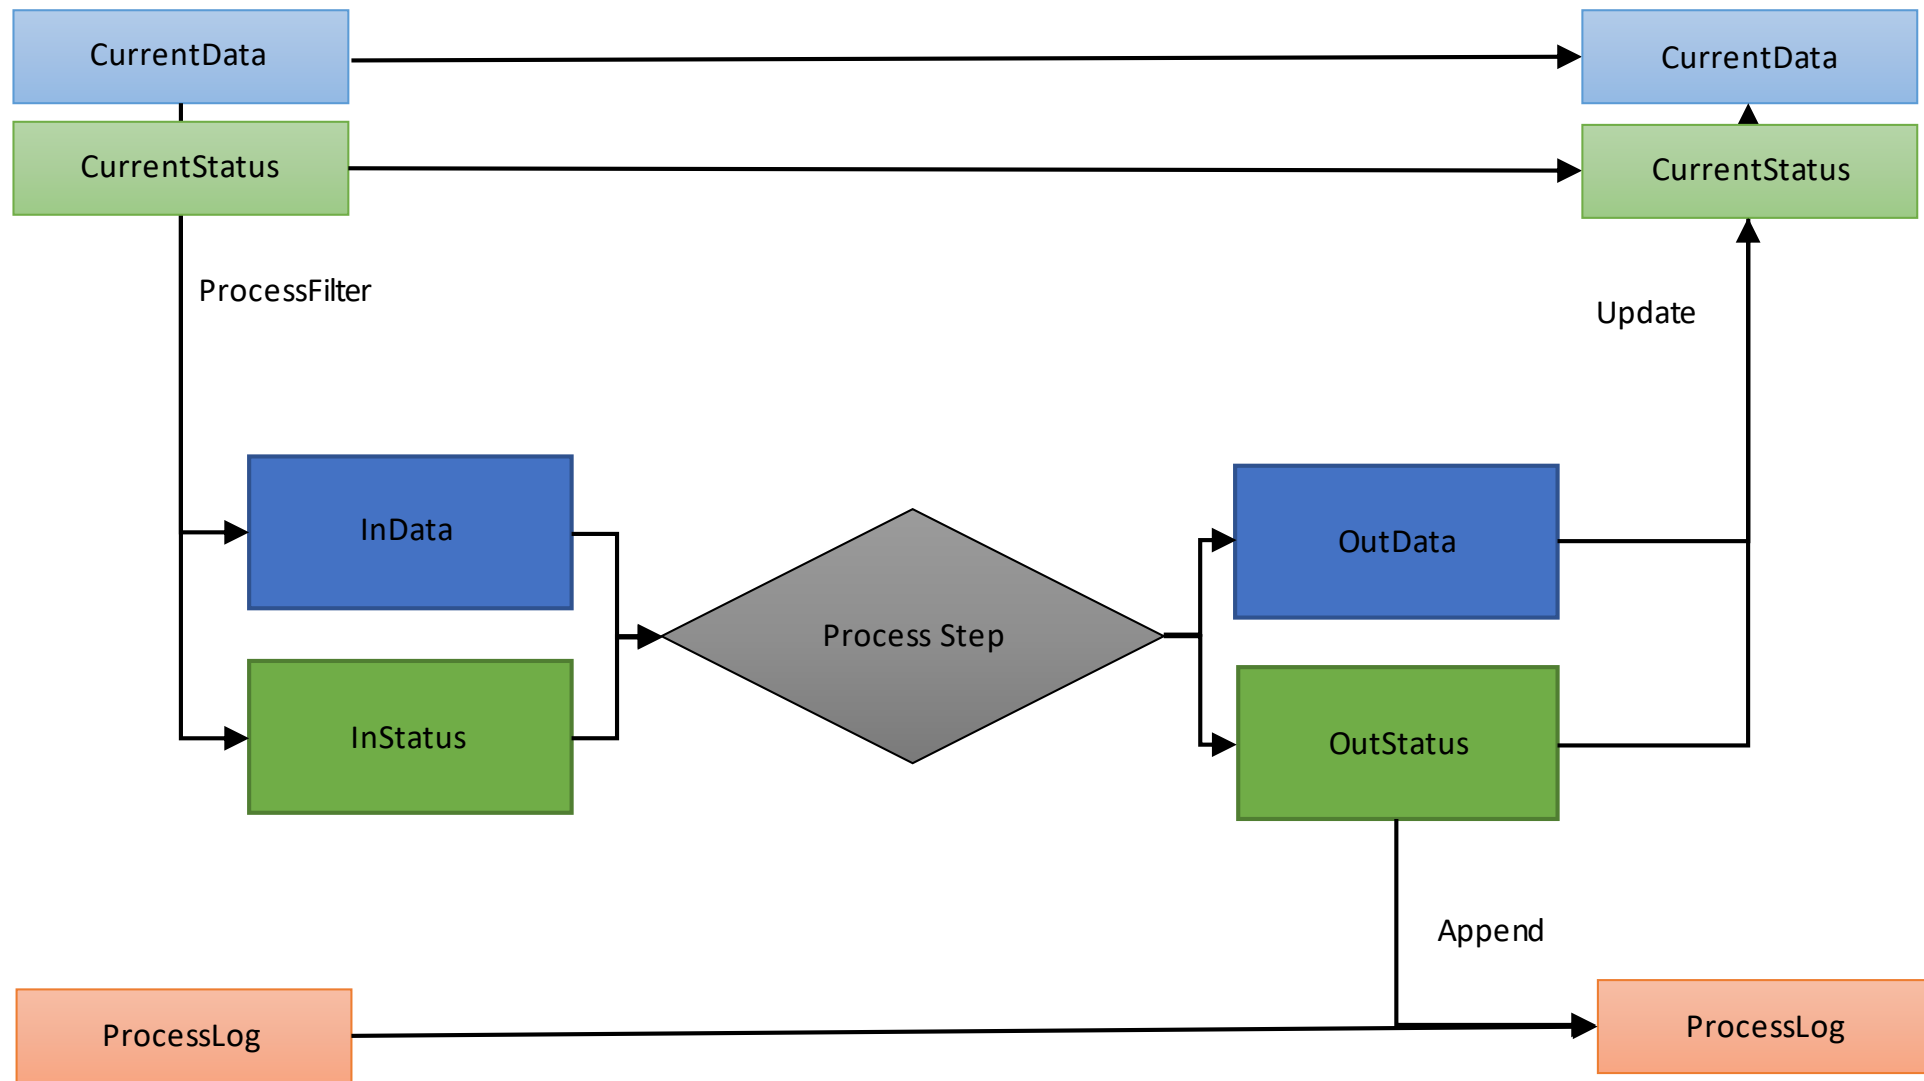 CurrentData
CurrentData
CurrentStatus
CurrentStatus
ProcessFilter
Update
InData
OutData
Process Step
InStatus
OutStatus
Append
ProcessLog
ProcessLog